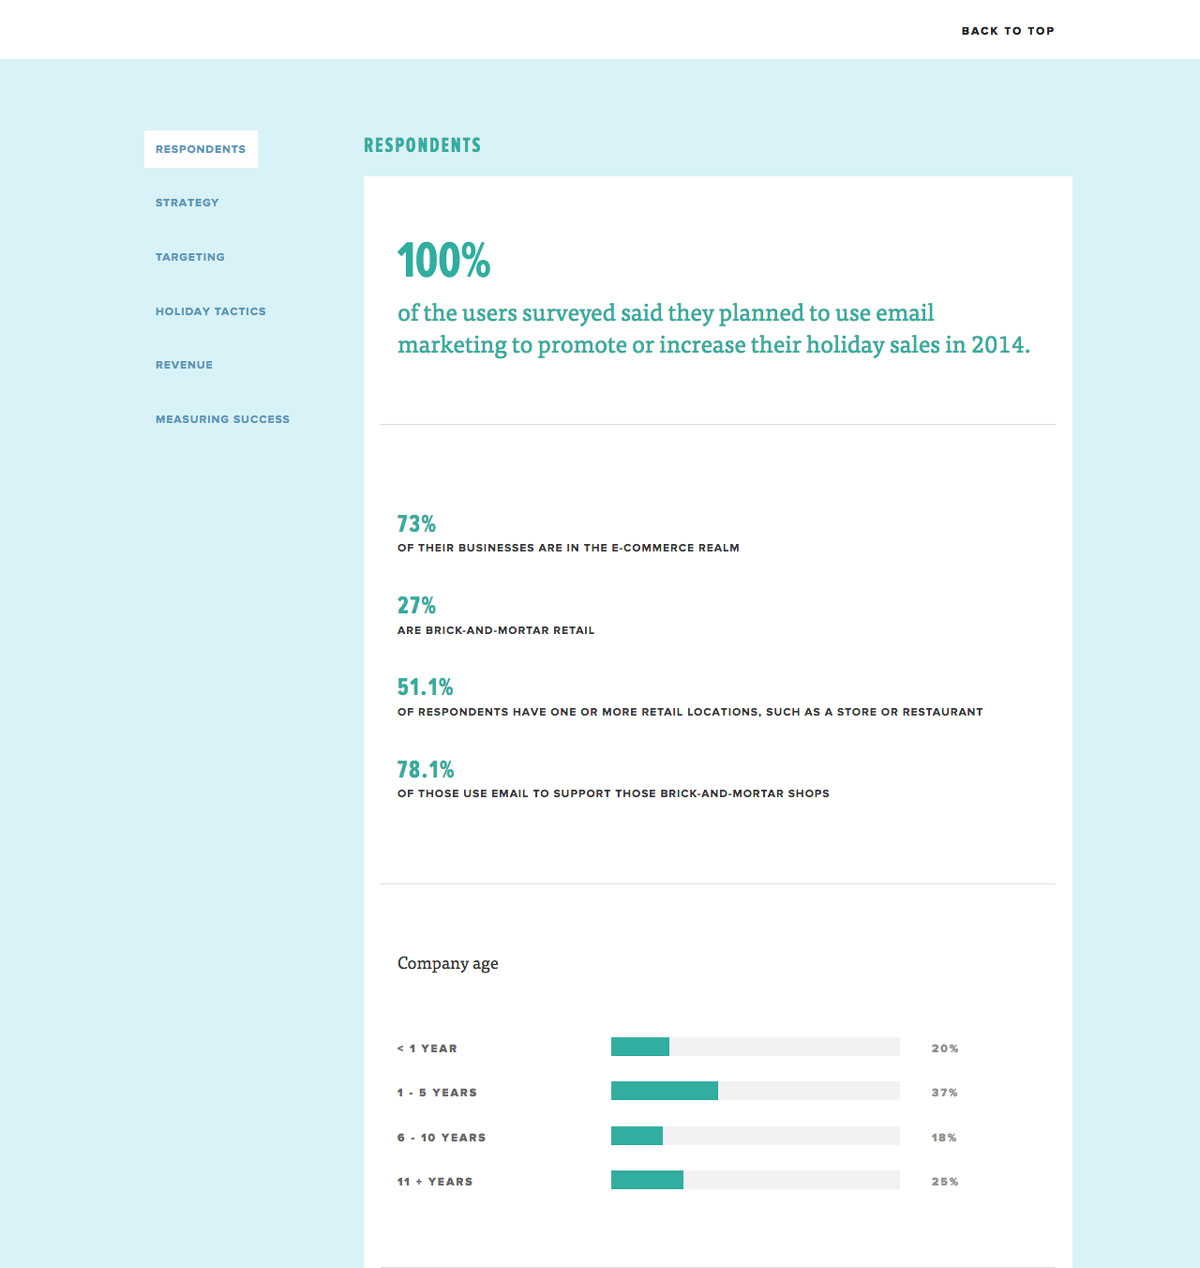 BACK TO TOP
RESPONDENTS
STRATEGY
TARGETING
HOLIDAY TACTICS
REVENUE
MEASURING SUCCESS
RESPONDENTS
100%
of the users surveyed said they planned to use email
marketing to promote or increase their holiday sales in 2014.
73%
OF THEIR BUSINESSES ARE IN THE E-COMMERCE REALM
27%
ARE BRICK-AND-MORTAR RETAIL
51.1%
OF RESPONDENTS HAVE ONE OR MORE RETAIL LOCATIONS, SUCH AS A STORE OR RESTAURANT
78.1%
OF THOSE USE EMAIL TO SUPPORT THOSE BRICK-AND-MORTAR SHOPS
Company age
< 1 YEAR 20%
1 - 5 YEARS 37%
6 - 10 YEARS 18%
11 + YEARS 25%